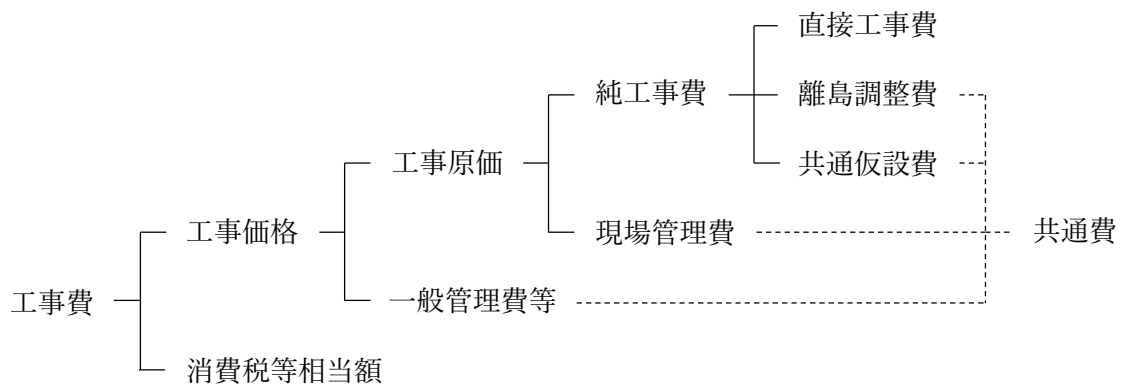 直接工事費
純工事費
離島調整費
工事原価
共通仮設費
工事価格
現場管理費
共通費
工事費
一般管理費等
消費税等相当額